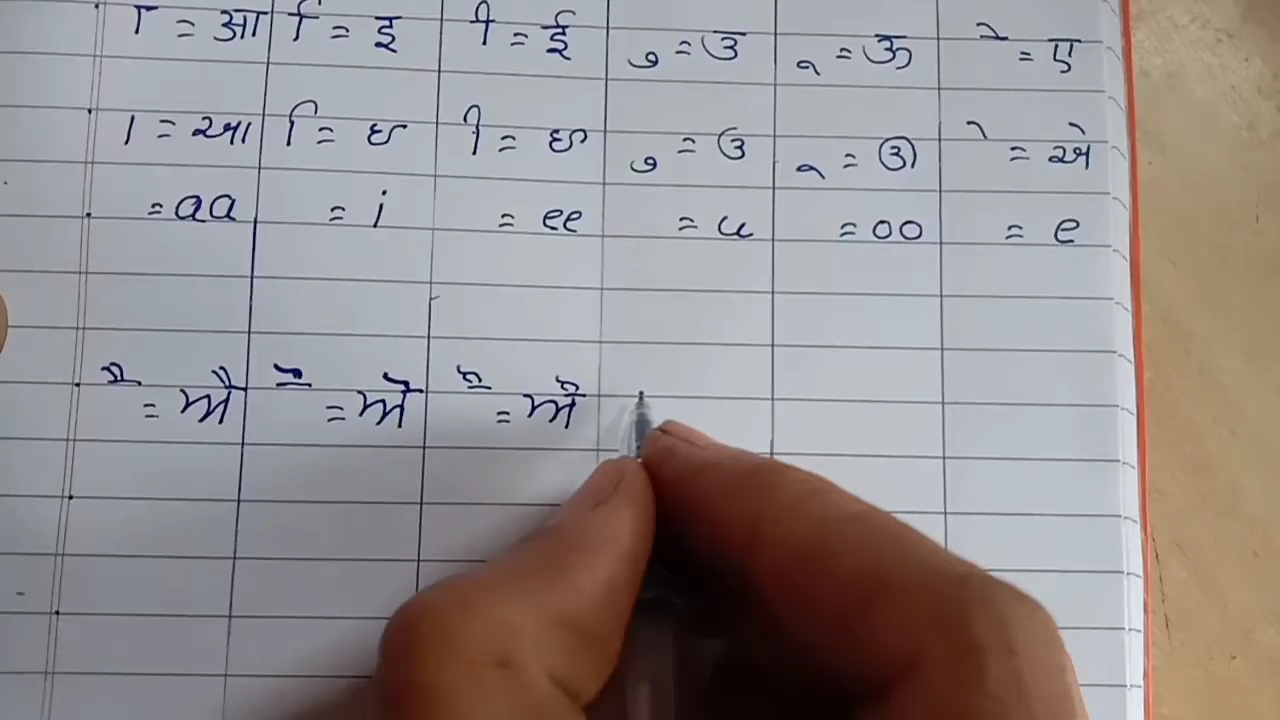 ा = आ ि = इ ी = ई ु = उ ू = ऊ े = ए
ા = આ િ = ઇ ી = ઈ ુ = ઉ ૂ = ઊ ે = એ
= aa = i = ee = u = oo = e
ੈ = ਐ ੋ = ਅੋ ੌ = ਔ